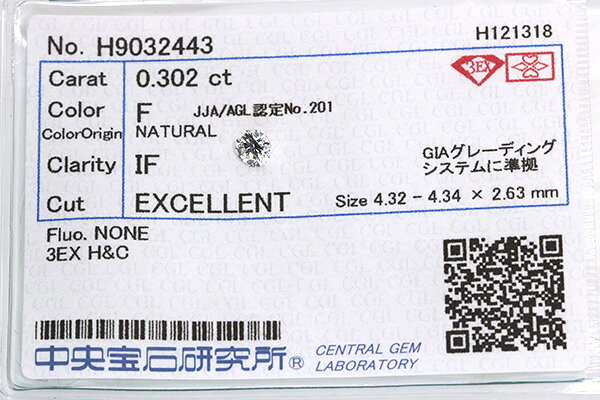 No. H9032443 H121318
Carat 0.302 ct 3EX
Color F JJA/AGL認定No.201
ColorOrigin NATURAL
Clarity IF GIAグレーディング
システムに準拠
Cut EXCELLENT Size 4.32 - 4.34 × 2.63 mm
Fluo. NONE
3EX H&C
中央宝石研究所® CENTRAL GEM
LABORATORY